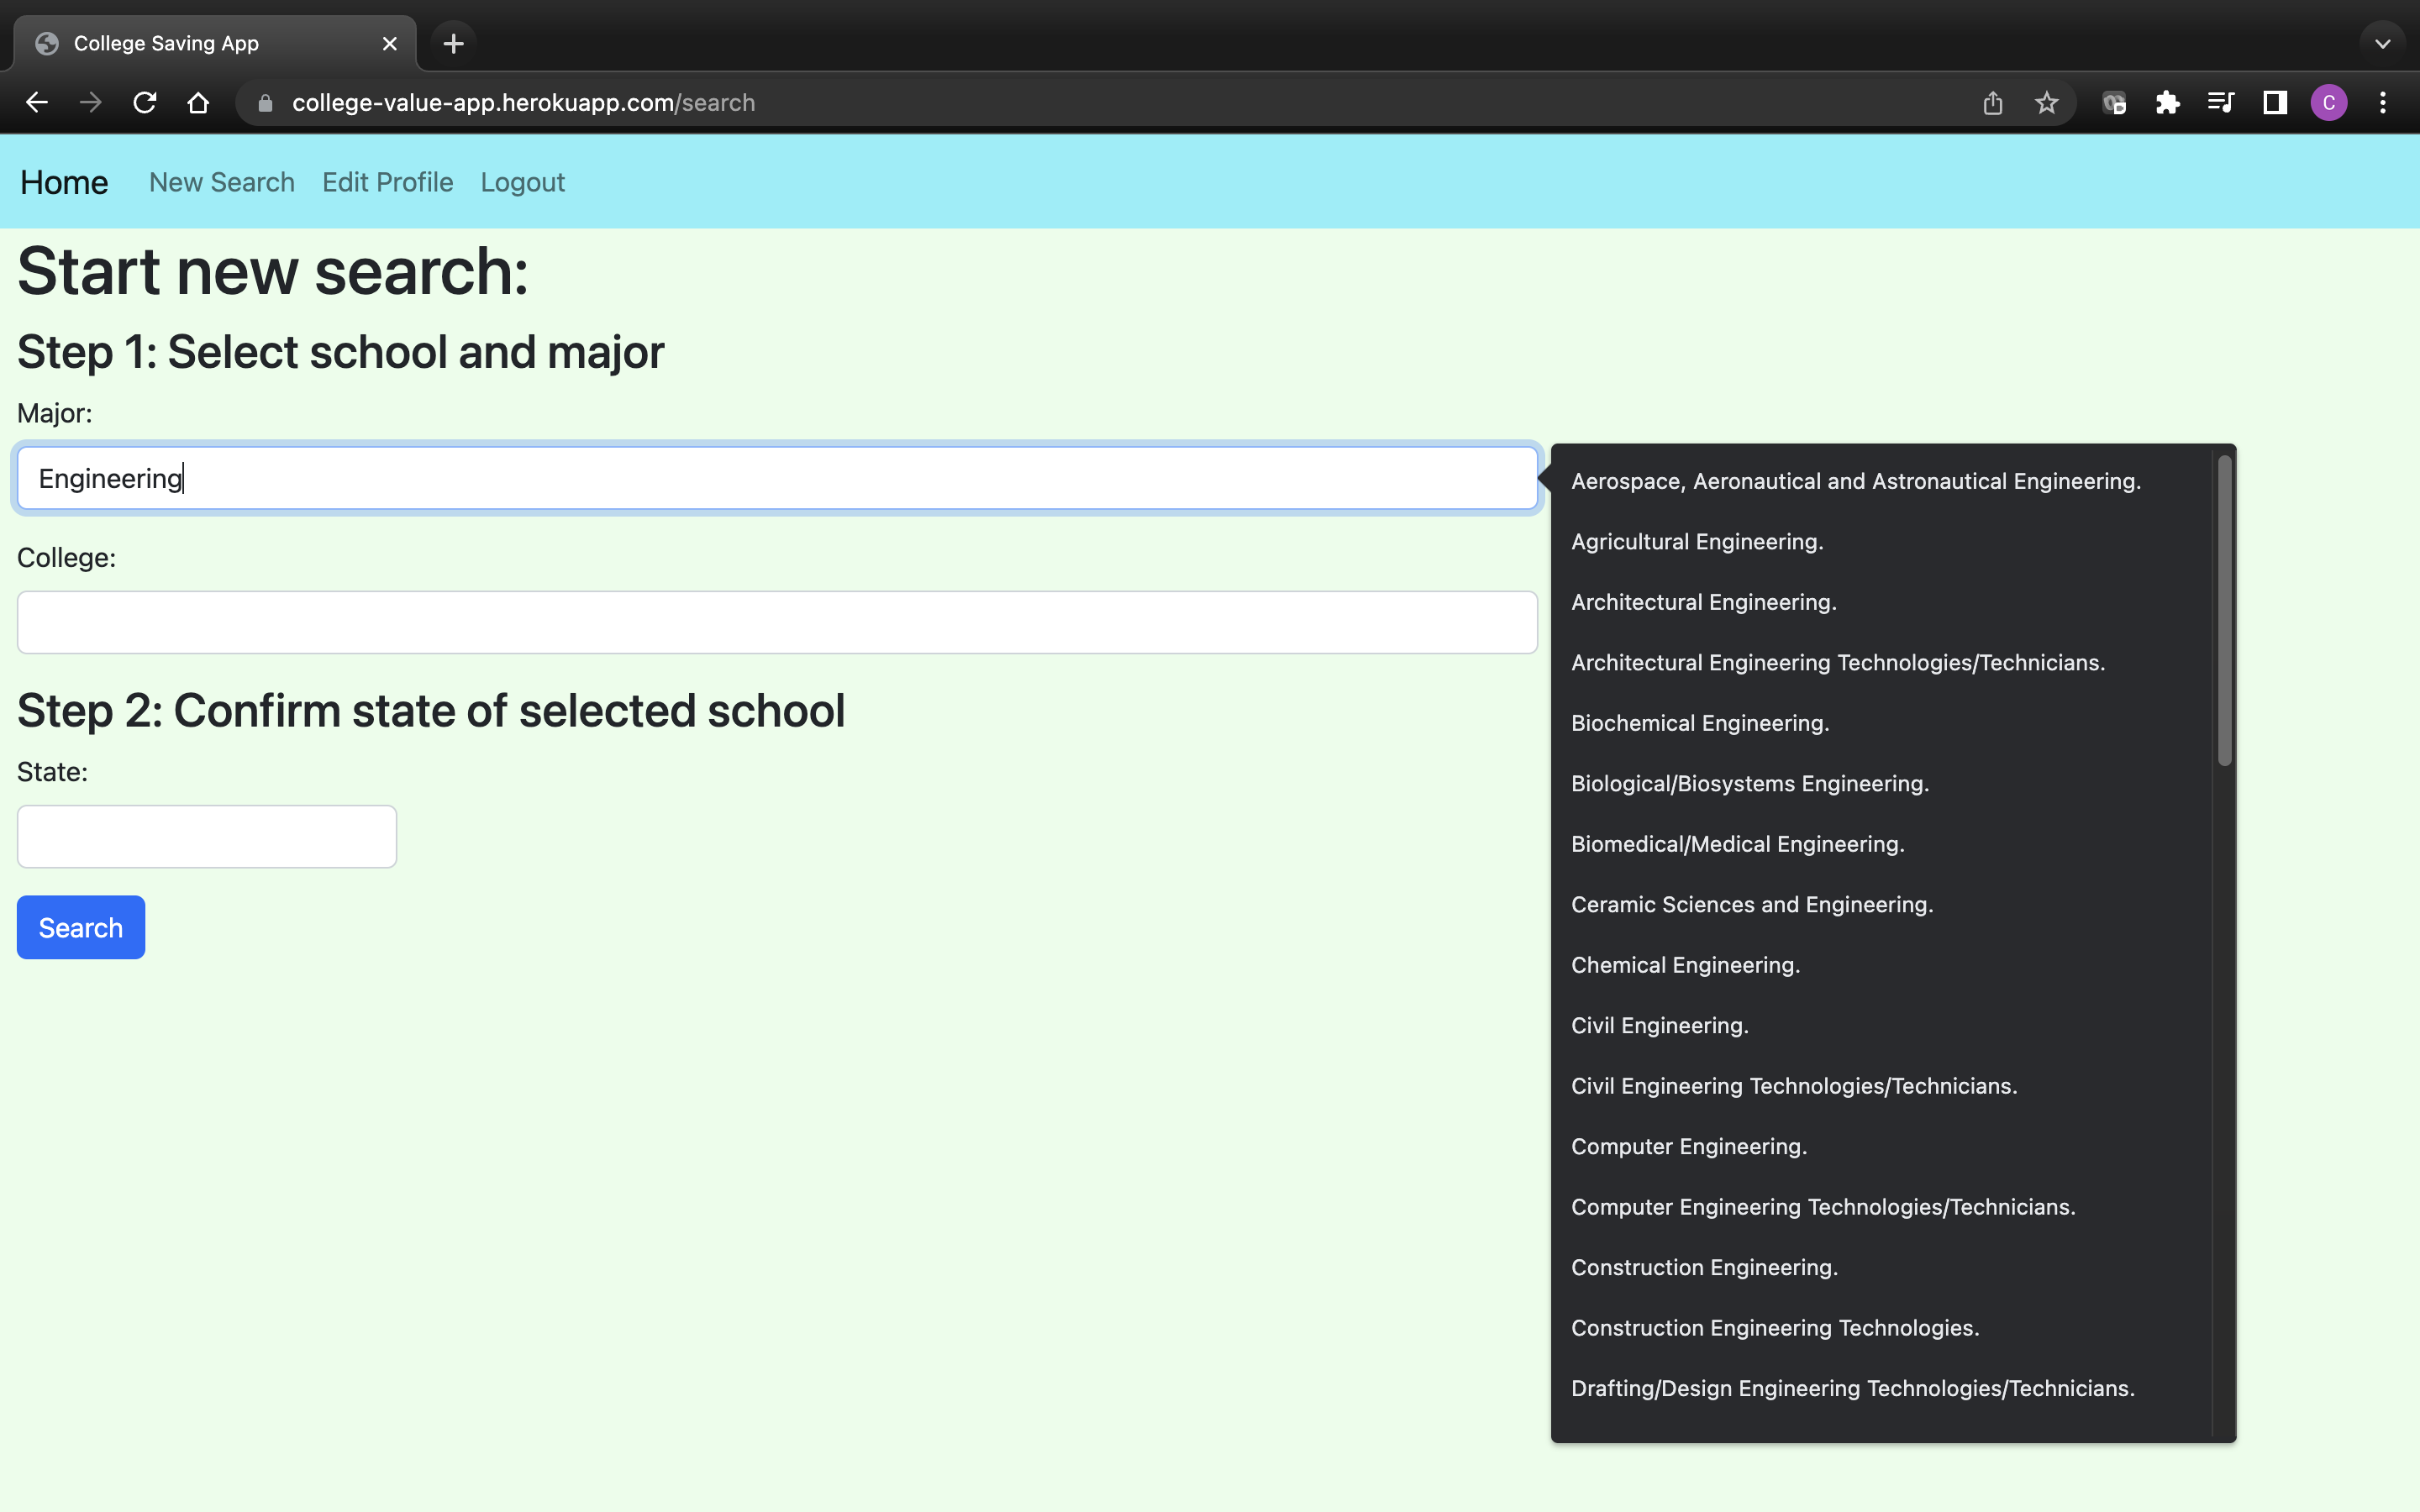 College Saving App
college-value-app.herokuapp.com/search
C
Home New Search Edit Profile Logout
Start new search:
Step 1: Select school and major
Major:
Engineering
College:
Step 2: Confirm state of selected school
State:
Search
Aerospace, Aeronautical and Astronautical Engineering.
Agricultural Engineering.
Architectural Engineering.
Architectural Engineering Technologies/Technicians.
Biochemical Engineering.
Biological/Biosystems Engineering.
Biomedical/Medical Engineering.
Ceramic Sciences and Engineering.
Chemical Engineering.
Civil Engineering.
Civil Engineering Technologies/Technicians.
Computer Engineering.
Computer Engineering Technologies/Technicians.
Construction Engineering.
Construction Engineering Technologies.
Drafting/Design Engineering Technologies/Technicians.